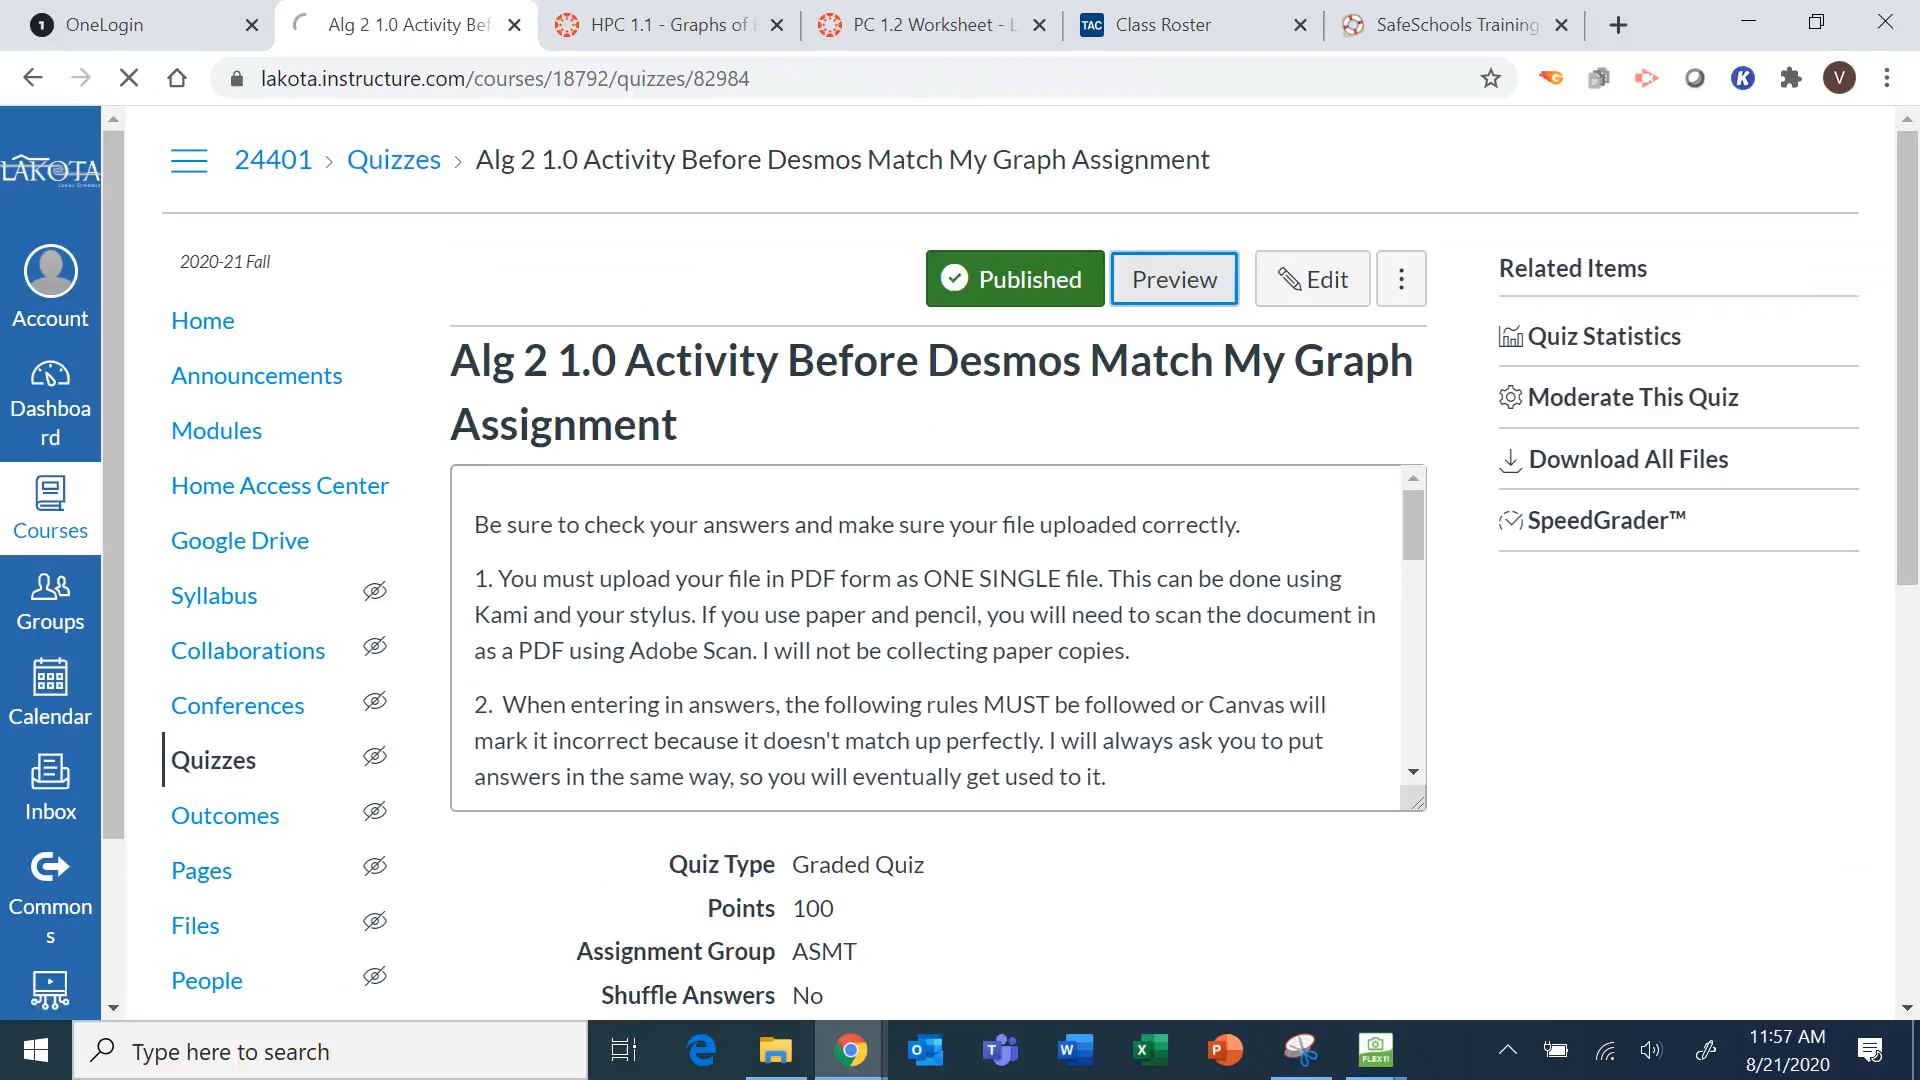 OneLogin
Alg 2 1.0 Activity Bef
HPC 1.1 - Graphs of
PC 1.2 Worksheet - L
TAC
Class Roster
SafeSchools Training
lakota.instructure.com/courses/18792/quizzes/82984
K
V
LAKOTA
LOCAL SCHOOLS
24401 › Quizzes › Alg 2 1.0 Activity Before Desmos Match My Graph Assignment
Account
Dashboa
rd
Courses
Groups
Calendar
Inbox
Common
s
2020-21 Fall
Home
Announcements
Modules
Home Access Center
Google Drive
Syllabus
Collaborations
Conferences
Quizzes
Outcomes
Pages
Files
People
Published
Preview
Edit
Alg 2 1.0 Activity Before Desmos Match My Graph
Assignment
Be sure to check your answers and make sure your file uploaded correctly.
1. You must upload your file in PDF form as ONE SINGLE file. This can be done using
Kami and your stylus. If you use paper and pencil, you will need to scan the document in
as a PDF using Adobe Scan. I will not be collecting paper copies.
2.  When entering in answers, the following rules MUST be followed or Canvas will
mark it incorrect because it doesn't match up perfectly. I will always ask you to put
answers in the same way, so you will eventually get used to it.
Quiz Type Graded Quiz
Points 100
Assignment Group ASMT
Shuffle Answers No
Related Items
Quiz Statistics
Moderate This Quiz
Download All Files
SpeedGrader™
Type here to search
PLEX11
11:57 AM
8/21/2020